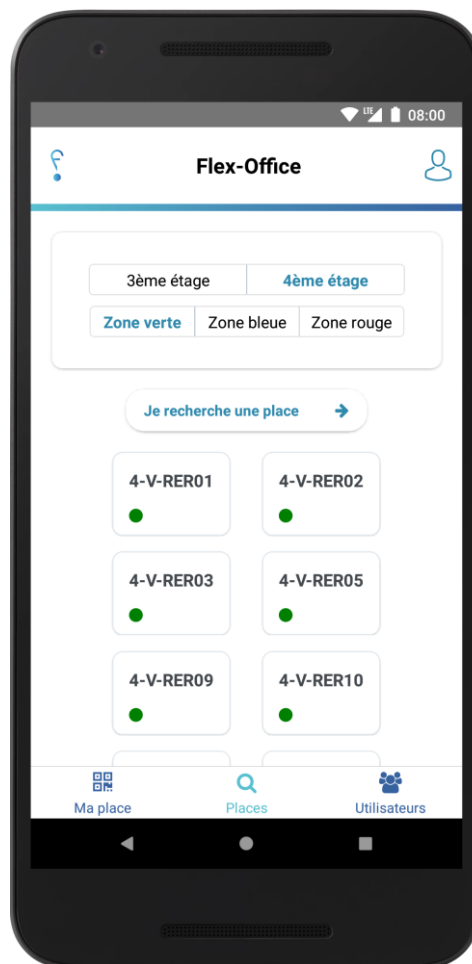 LTE 08:00
Flex-Office
3ème étage 4ème étage
Zone verte Zone bleue Zone rouge
Je recherche une place
4-V-RER01 4-V-RER02
4-V-RER03 4-V-RER05
4-V-RER09 4-V-RER10
Ma place Places Utilisateurs